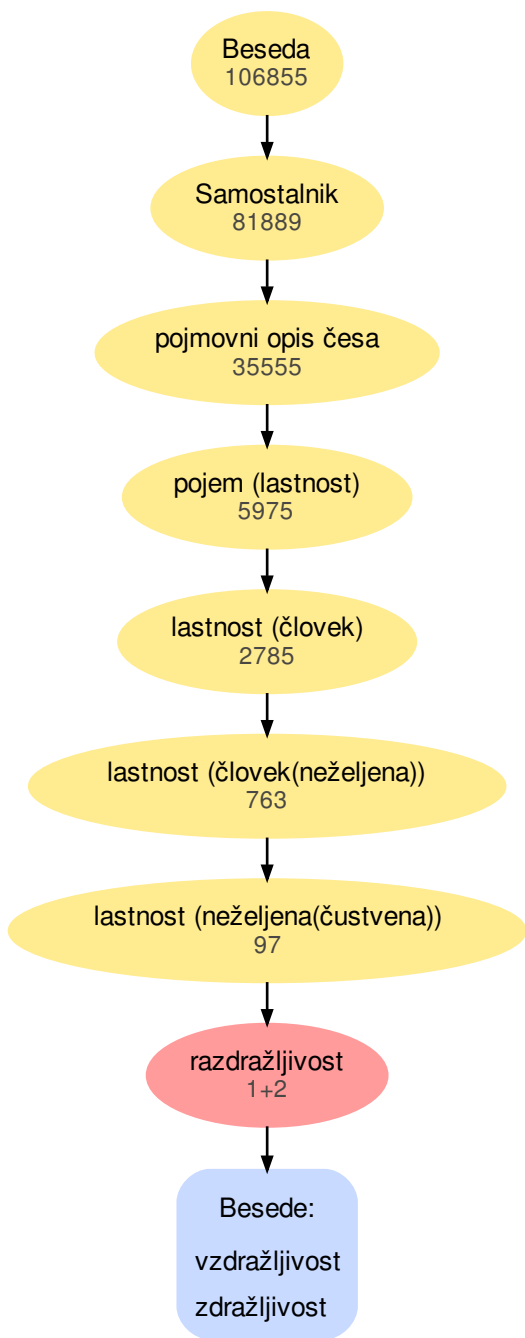 Beseda
106855
Samostalnik
81889
pojmovni opis česa
35555
pojem (lastnost)
5975
lastnost (človek)
2785
lastnost (človek(neželjena))
763
lastnost (neželjena(čustvena))
97
razdražljivost
1+2
Besede:
vzdražljivost
zdražljivost